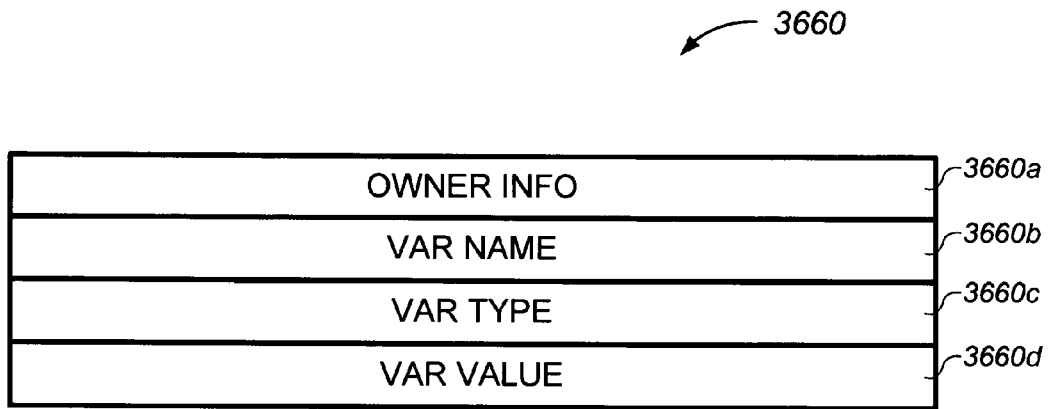 3660
OWNER INFO 3660a
VAR NAME 3660b
VAR TYPE 3660c
VAR VALUE 3660d